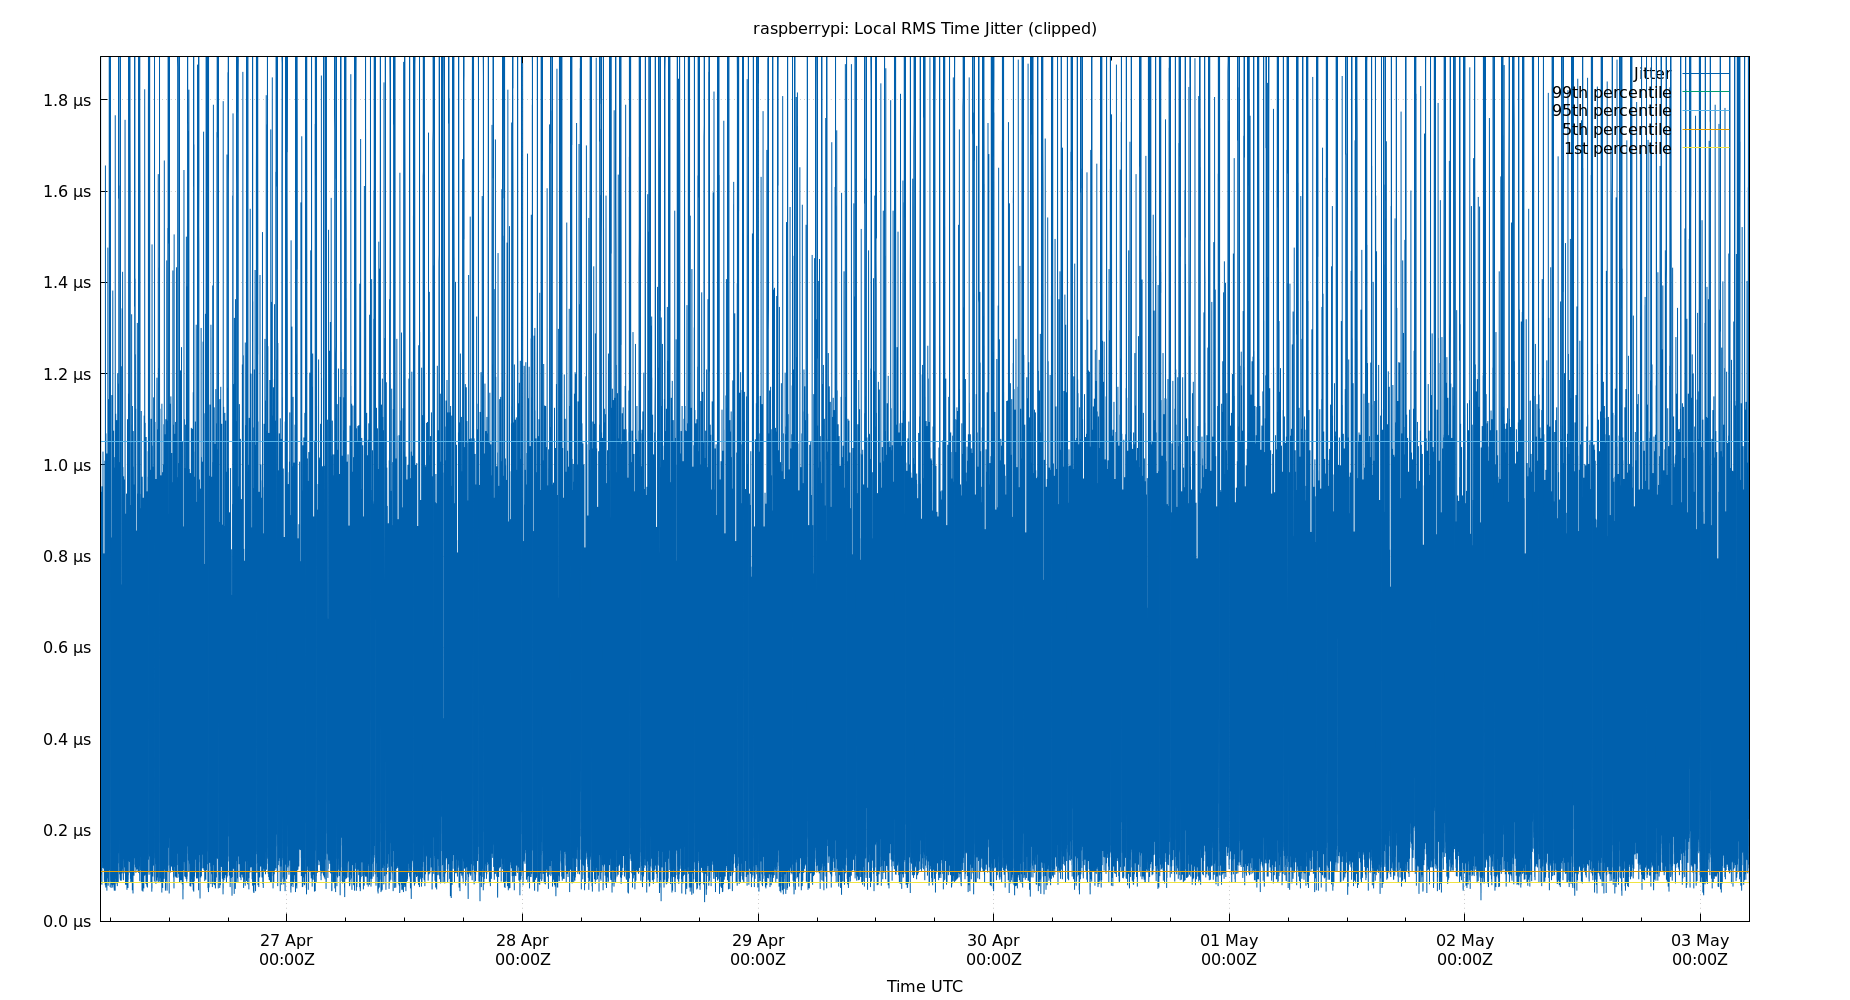 raspberrypi: Local RMS Time Jitter (clipped)
Jitter
99th percentile
95th percentile
5th percentile
1st percentile
1.8 µs
1.6 µs
1.4 µs
1.2 µs
1.0 µs
0.8 µs
0.6 µs
0.4 µs
0.2 µs
0.0 µs
27 Apr 28 Apr 29 Apr 30 Apr 01 May 02 May 03 May
00:00Z 00:00Z 00:00Z 00:00Z 00:00Z 00:00Z 00:00Z
Time UTC